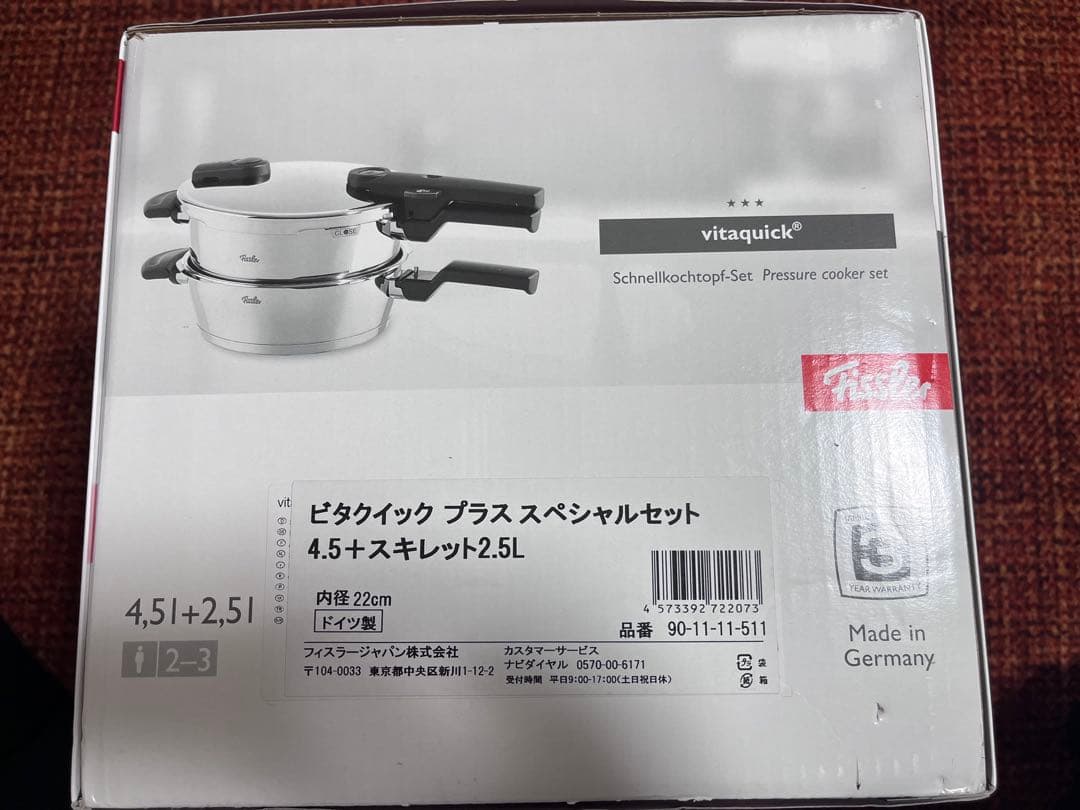 ★★★
vitaquick®
Schnellkochtopf-Set Pressure cooker set
CLOSE
Fissler
Fissler
Fissler
vit
ビタクイック プラス スペシャルセット
4.5＋スキレット2.5L
内径 22cm
ドイツ製
4 573392 722073
品番 90-11-11-511
フィスラージャパン株式会社
〒104-0033 東京都中央区新川1-12-2
カスタマーサービス
ナビダイヤル 0570-00-6171
受付時間 平日9:00-17:00(土日祝日休)
プラ 袋
紙 箱
4,5l+2,5l
2–3
YEAR WARRANTY
Made in
Germany